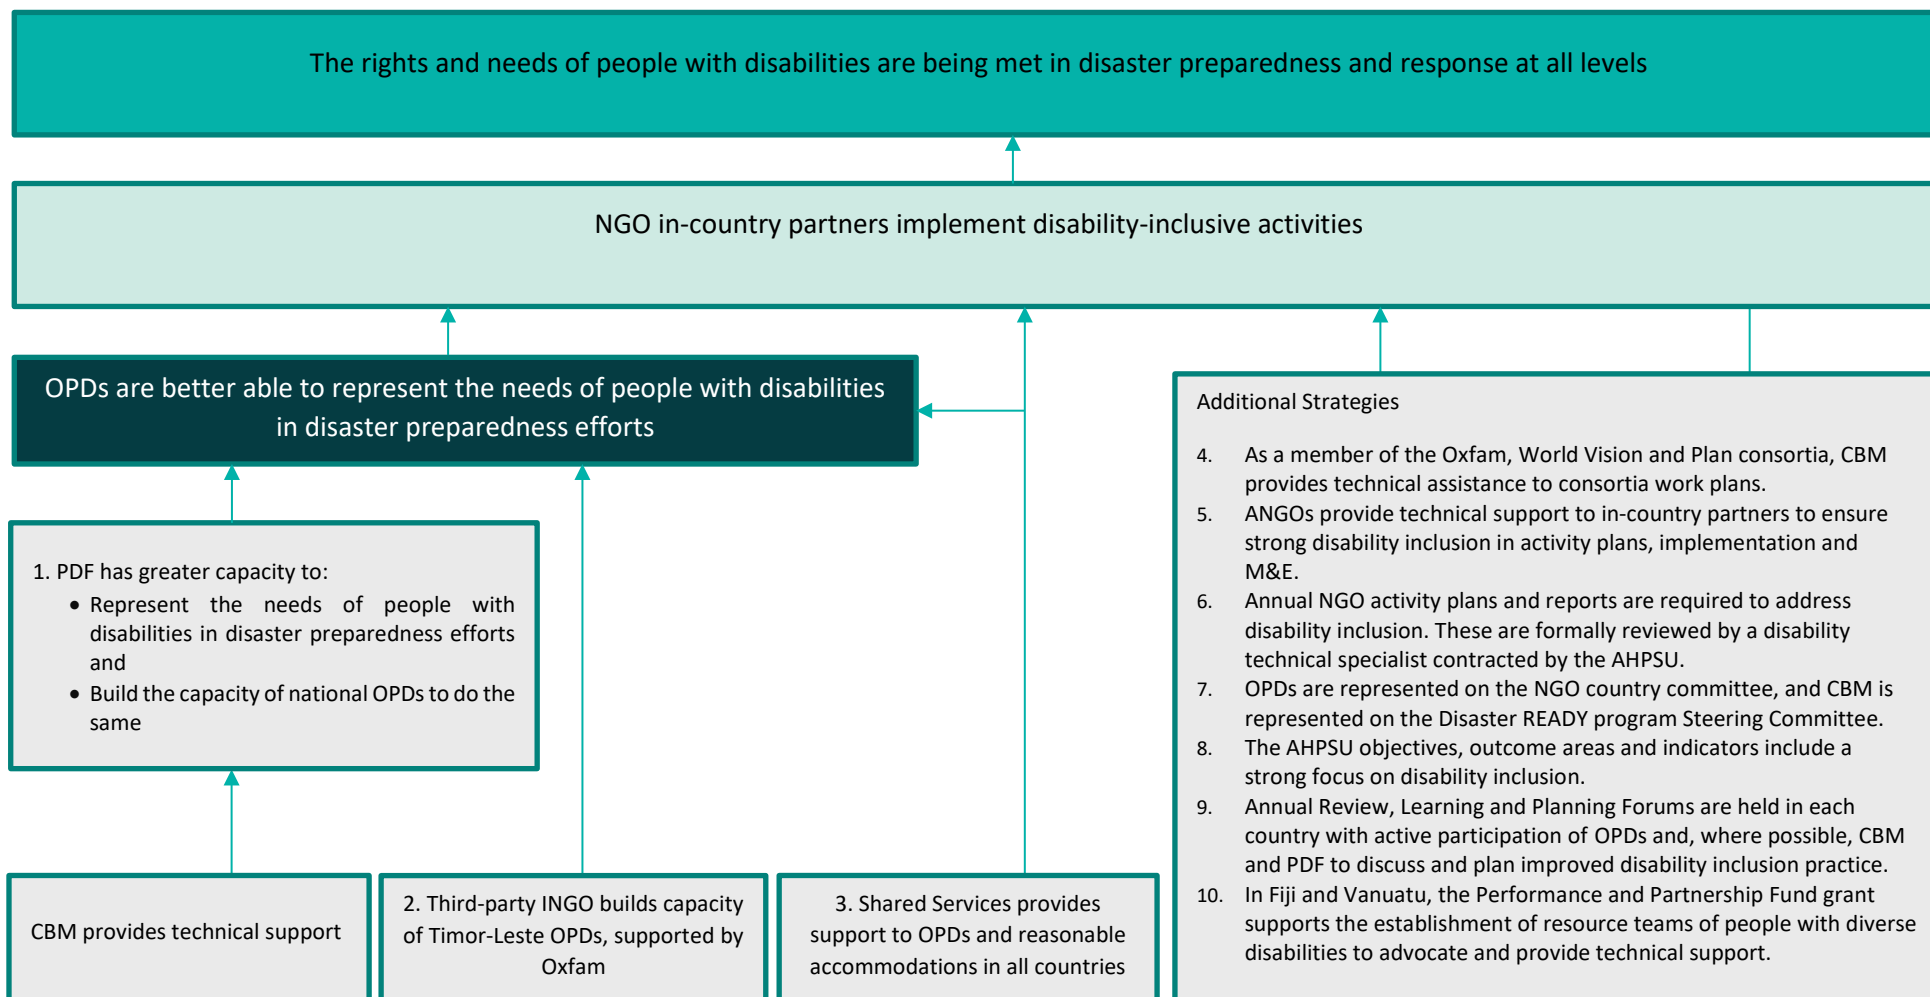 The rights and needs of people with disabilities are being met in disaster preparedness and response at all levels
NGO in-country partners implement disability-inclusive activities
OPDs are better able to represent the needs of people with disabilities
in disaster preparedness efforts
1. PDF has greater capacity to:
• Represent the needs of people with
disabilities in disaster preparedness efforts
and
• Build the capacity of national OPDs to do the
same
CBM provides technical support
2. Third-party INGO builds capacity
of Timor-Leste OPDs, supported by
Oxfam
3. Shared Services provides
support to OPDs and reasonable
accommodations in all countries
Additional Strategies
4. As a member of the Oxfam, World Vision and Plan consortia, CBM
provides technical assistance to consortia work plans.
5. ANGOs provide technical support to in-country partners to ensure
strong disability inclusion in activity plans, implementation and
M&E.
6. Annual NGO activity plans and reports are required to address
disability inclusion. These are formally reviewed by a disability
technical specialist contracted by the AHPSU.
7. OPDs are represented on the NGO country committee, and CBM is
represented on the Disaster READY program Steering Committee.
8. The AHPSU objectives, outcome areas and indicators include a
strong focus on disability inclusion.
9. Annual Review, Learning and Planning Forums are held in each
country with active participation of OPDs and, where possible, CBM
and PDF to discuss and plan improved disability inclusion practice.
10. In Fiji and Vanuatu, the Performance and Partnership Fund grant
supports the establishment of resource teams of people with diverse
disabilities to advocate and provide technical support.